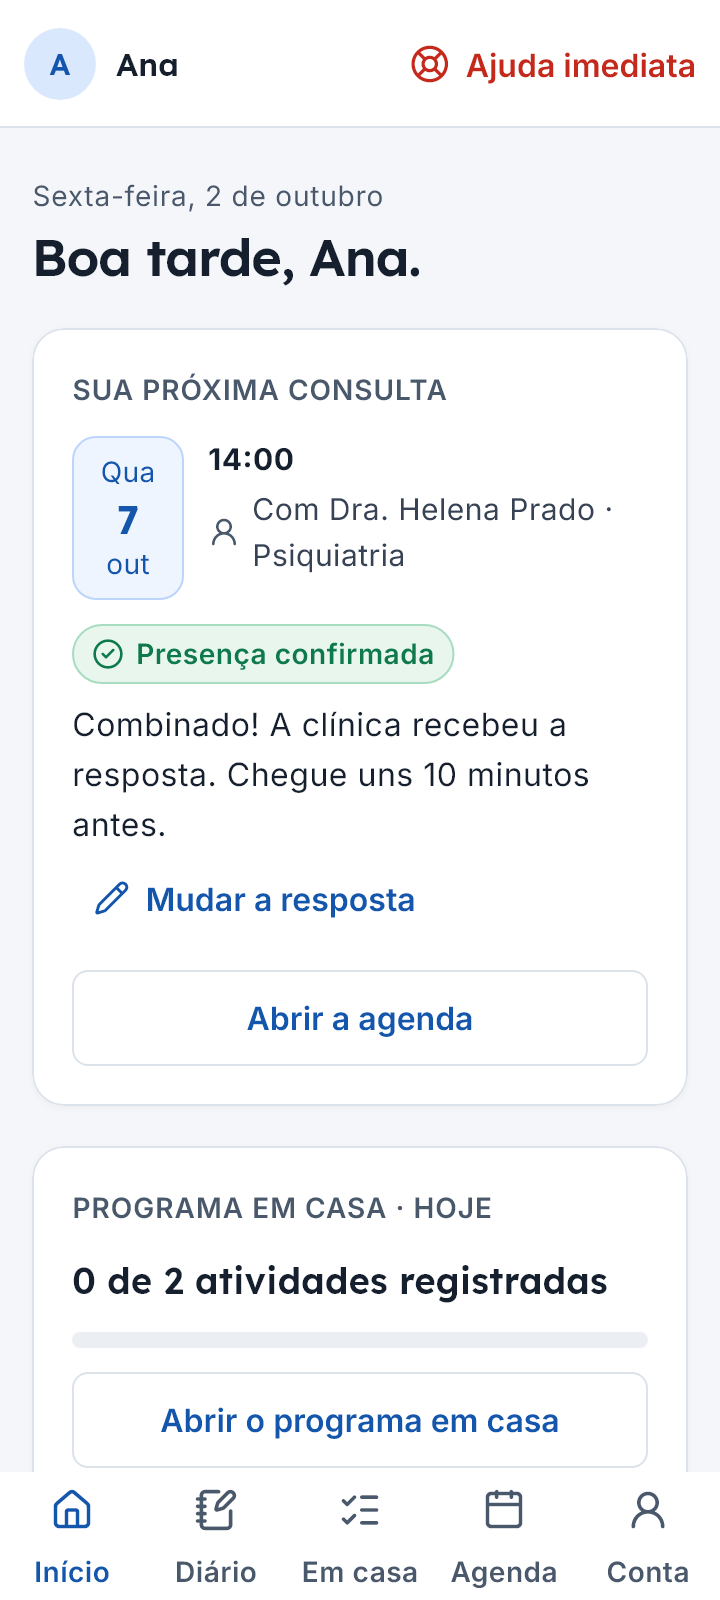 A
Ana
Ajuda imediata
Sexta-feira, 2 de outubro
Boa tarde, Ana.
SUA PRÓXIMA CONSULTA
Qua
7
out
14:00
Com Dra. Helena Prado ·
Psiquiatria
Presença confirmada
Combinado! A clínica recebeu a
resposta. Chegue uns 10 minutos
antes.
Mudar a resposta
Abrir a agenda
PROGRAMA EM CASA · HOJE
0 de 2 atividades registradas
Abrir o programa em casa
Início
Diário
Em casa
Agenda
Conta